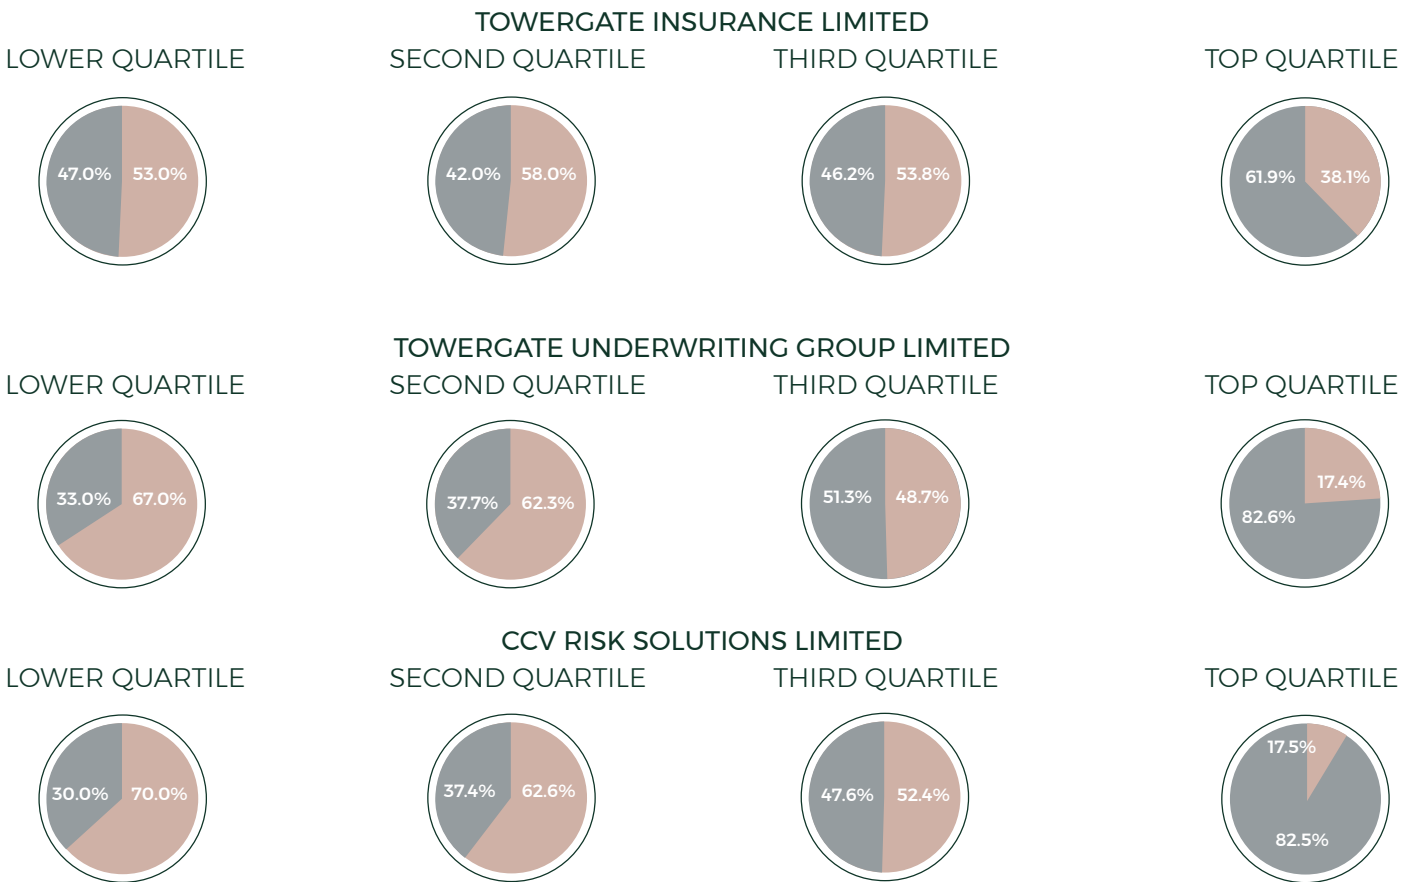 TOWERGATE INSURANCE LIMITED
LOWER QUARTILE
SECOND QUARTILE
THIRD QUARTILE
TOP QUARTILE
47.0% 53.0%
42.0% 58.0%
46.2% 53.8%
61.9% 38.1%
TOWERGATE UNDERWRITING GROUP LIMITED
LOWER QUARTILE
SECOND QUARTILE
THIRD QUARTILE
TOP QUARTILE
33.0% 67.0%
37.7% 62.3%
51.3% 48.7%
17.4%
82.6%
CCV RISK SOLUTIONS LIMITED
LOWER QUARTILE
SECOND QUARTILE
THIRD QUARTILE
TOP QUARTILE
30.0% 70.0%
37.4% 62.6%
47.6% 52.4%
17.5%
82.5%